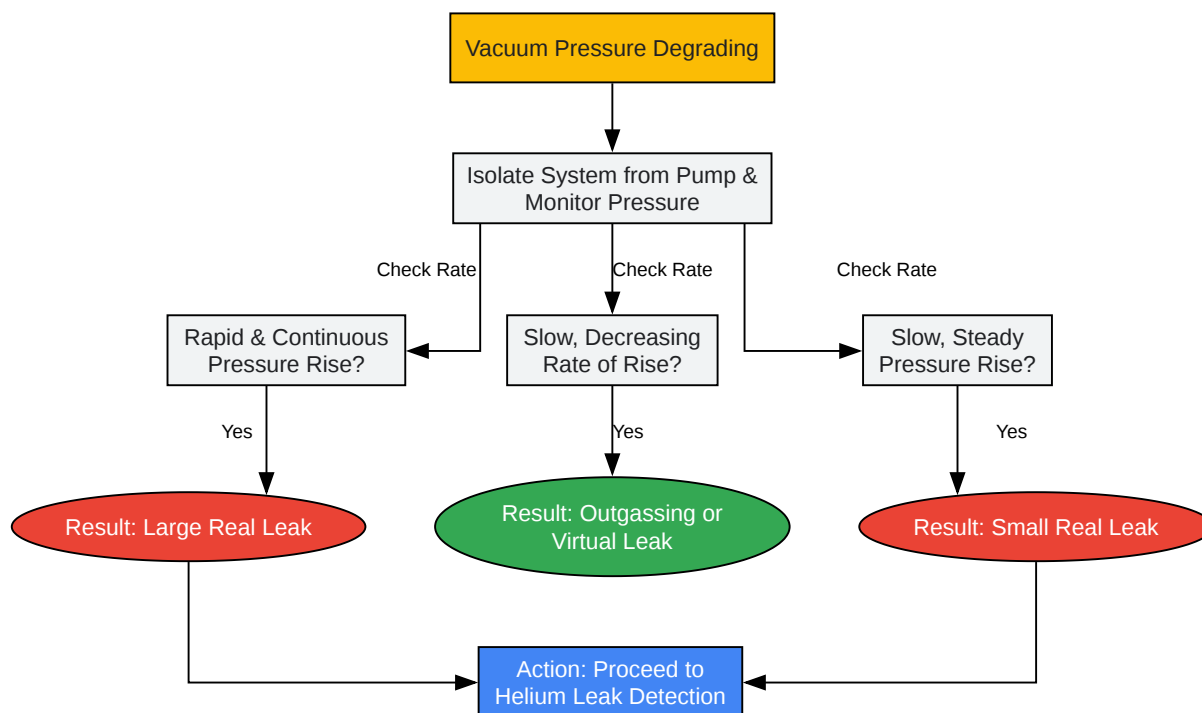 Vacuum Pressure Degrading
Isolate System from Pump &
Monitor Pressure
Check Rate
Check Rate
Check Rate
Rapid & Continuous
Pressure Rise?
Slow, Decreasing
Rate of Rise?
Slow, Steady
Pressure Rise?
Yes
Yes
Yes
Result: Large Real Leak
Result: Outgassing or
Virtual Leak
Result: Small Real Leak
Action: Proceed to
Helium Leak Detection